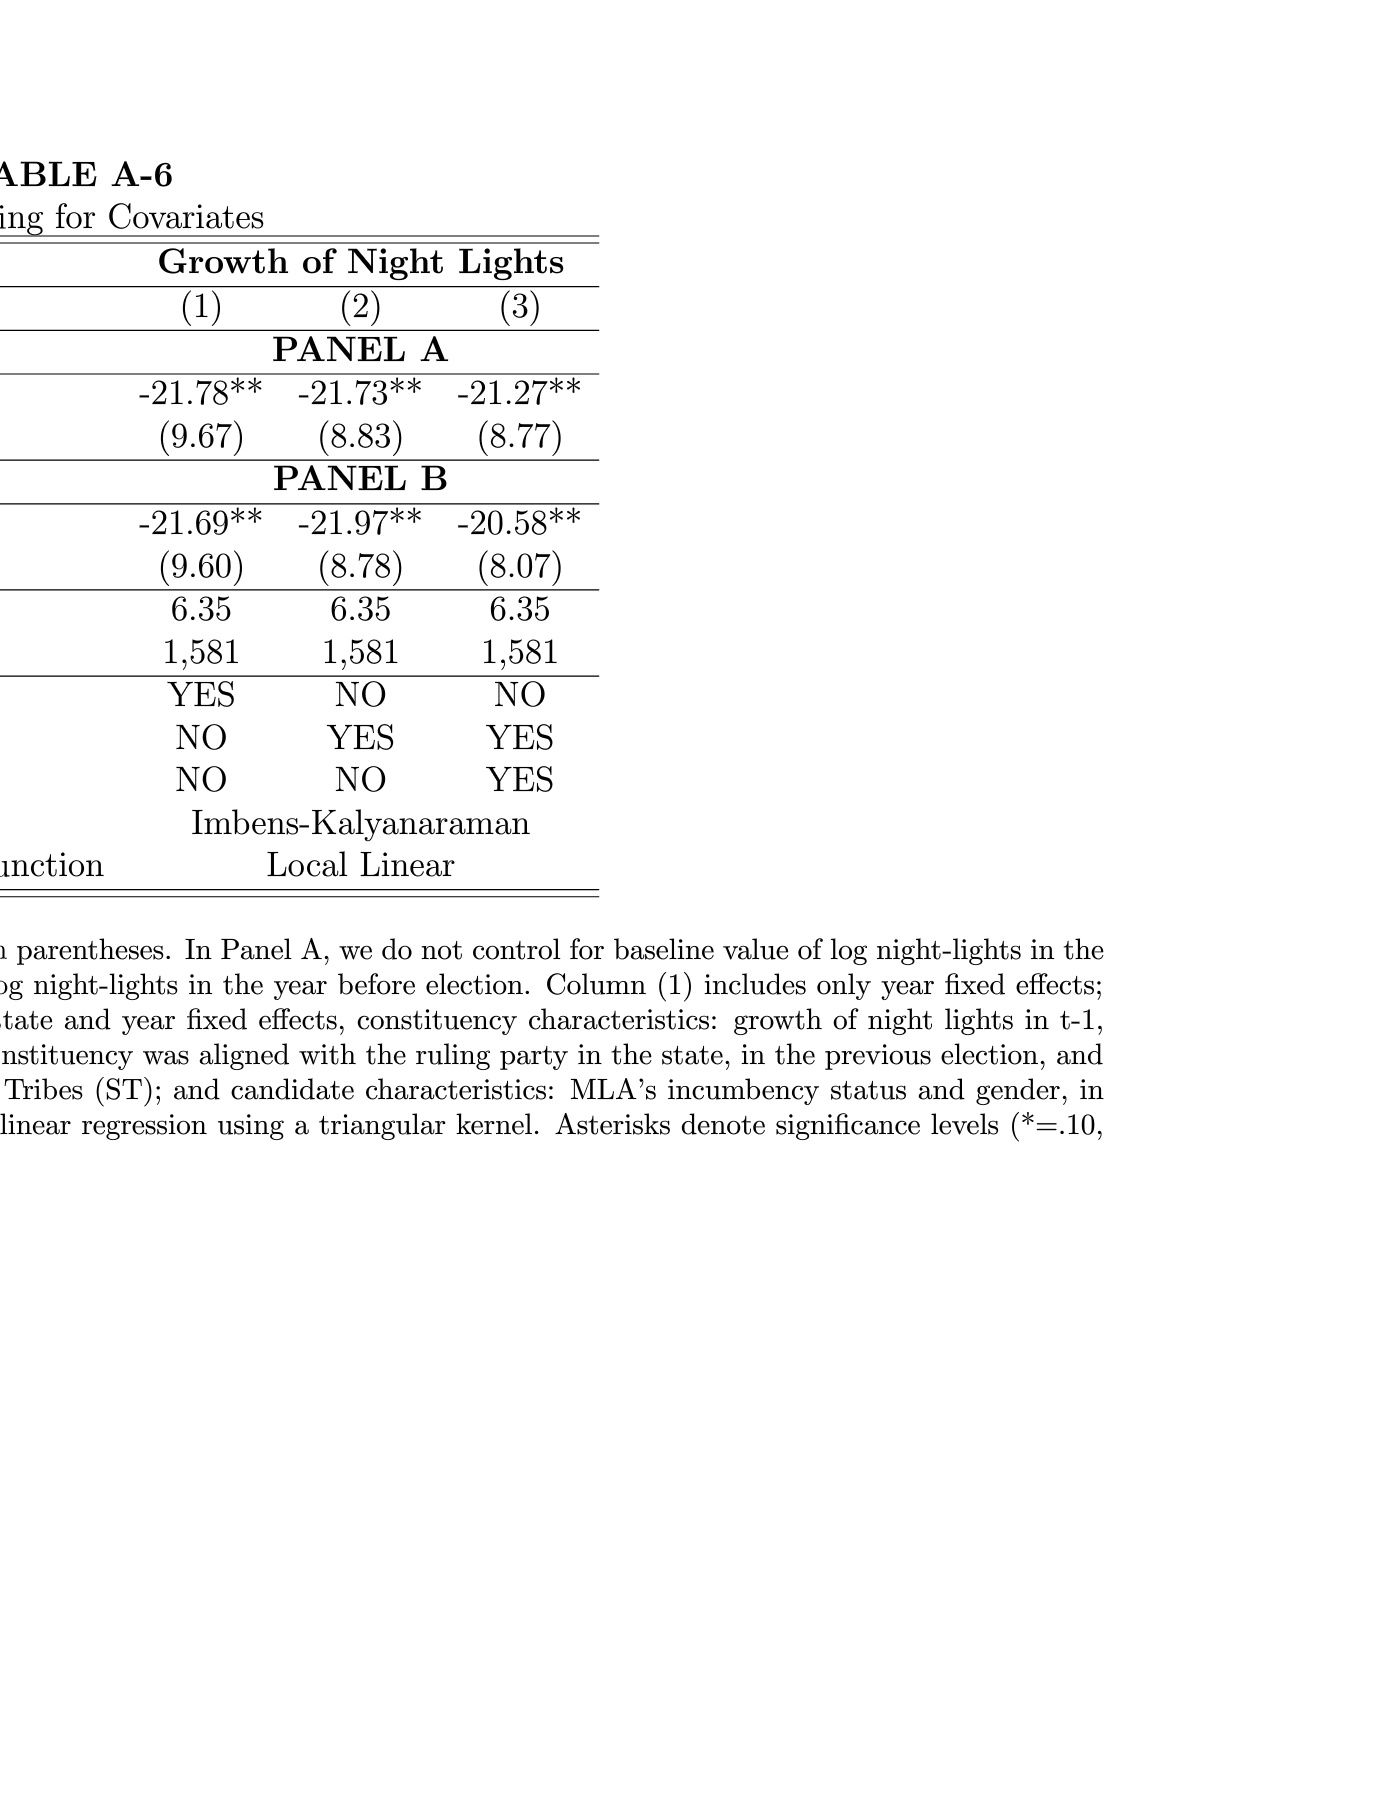 ABLE A-6
ing for Covariates
Growth of Night Lights
(1) (2) (3)
PANEL A
-21.78** -21.73** -21.27**
(9.67) (8.83) (8.77)
PANEL B
-21.69** -21.97** -20.58**
(9.60) (8.78) (8.07)
6.35 6.35 6.35
1,581 1,581 1,581
YES NO NO
NO YES YES
NO NO YES
Imbens-Kalyanaraman
unction Local Linear
n parentheses. In Panel A, we do not control for baseline value of log night-lights in the
og night-lights in the year before election. Column (1) includes only year fixed effects;
state and year fixed effects, constituency characteristics: growth of night lights in t-1,
nstituency was aligned with the ruling party in the state, in the previous election, and
Tribes (ST); and candidate characteristics: MLA's incumbency status and gender, in
linear regression using a triangular kernel. Asterisks denote significance levels (*=.10,